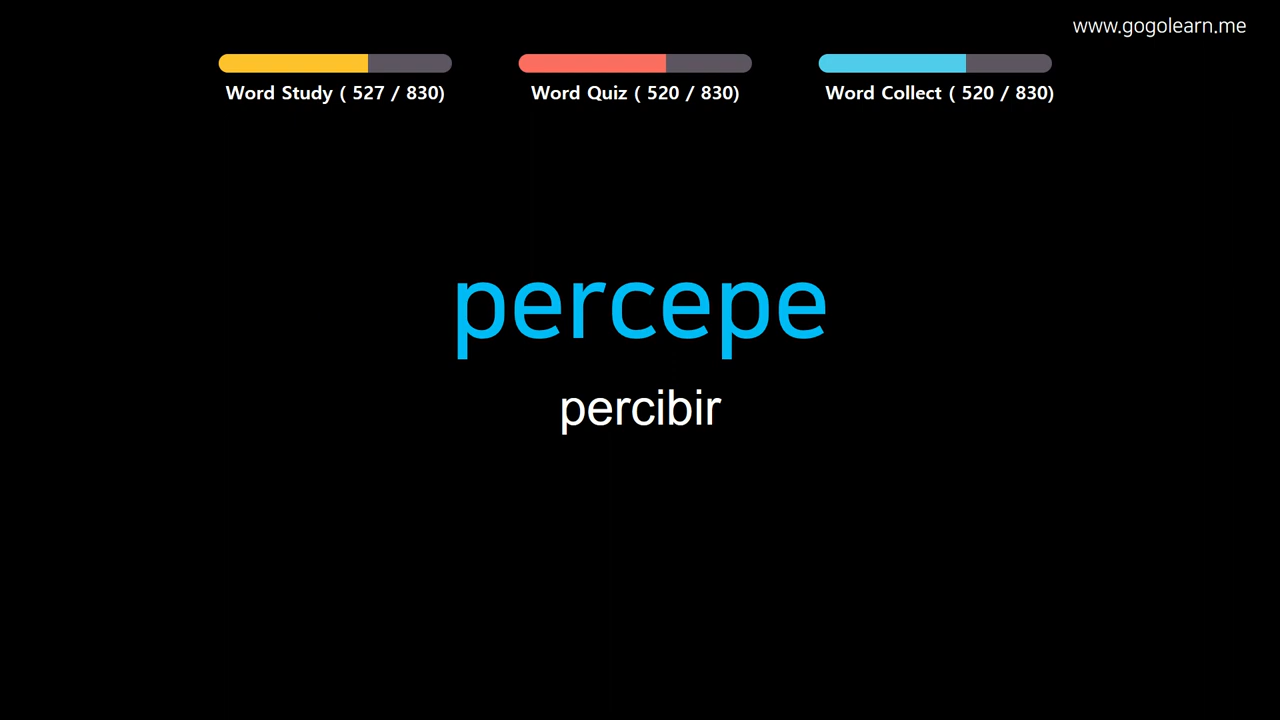 www.gogolearn.me
Word Study ( 527 / 830)
Word Quiz ( 520 / 830)
Word Collect ( 520 / 830)
percepe
percibir